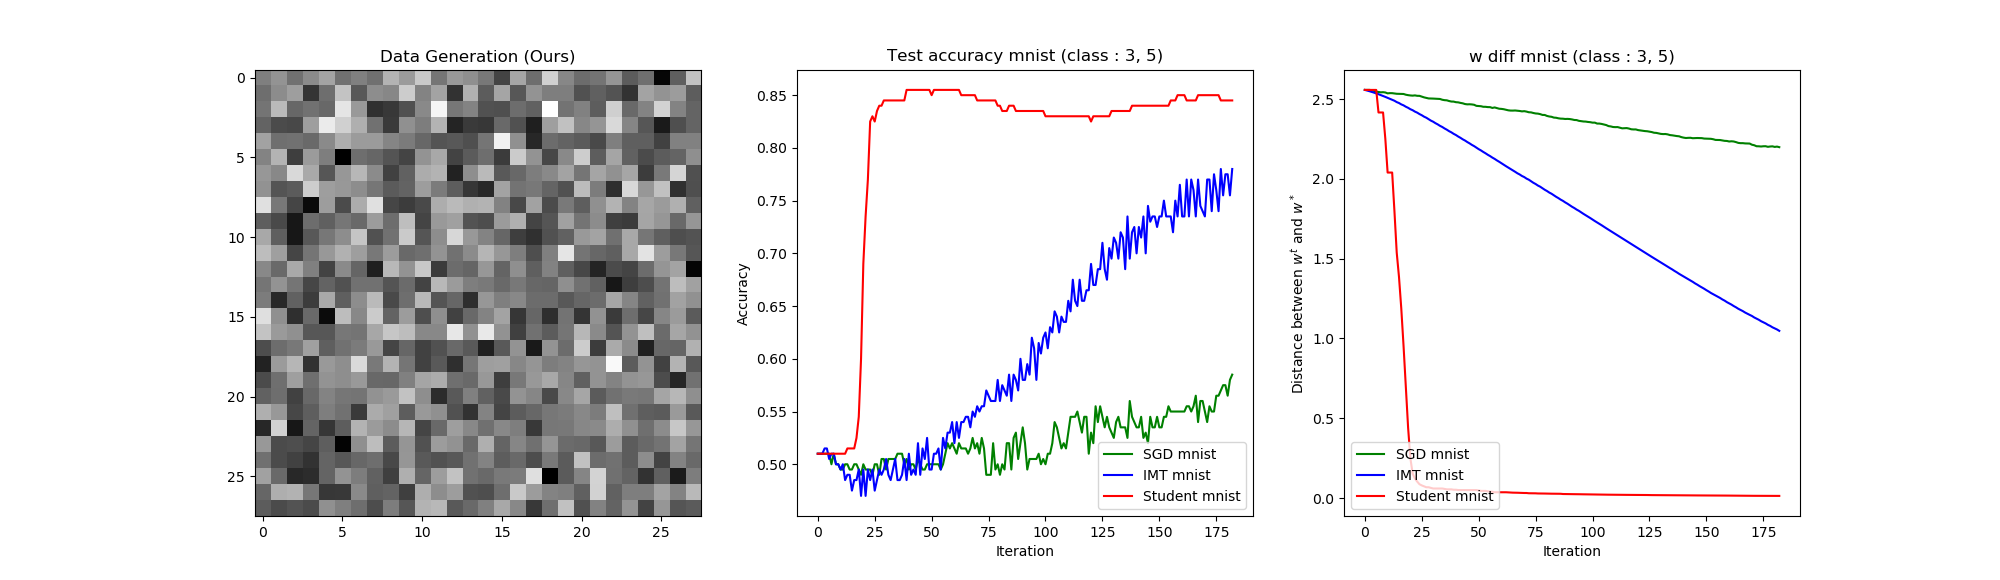 Data Generation (Ours)
0
5
10
15
20
25
0 5 10 15 20 25
Test accuracy mnist (class : 3, 5)
Accuracy
0.85
0.80
0.75
0.70
0.65
0.60
0.55
0.50
SGD mnist
IMT mnist
Student mnist
0 25 50 75 100 125 150 175
Iteration
w diff mnist (class : 3, 5)
Distance between w^t and w^*
2.5
2.0
1.5
1.0
0.5
0.0
SGD mnist
IMT mnist
Student mnist
0 25 50 75 100 125 150 175
Iteration